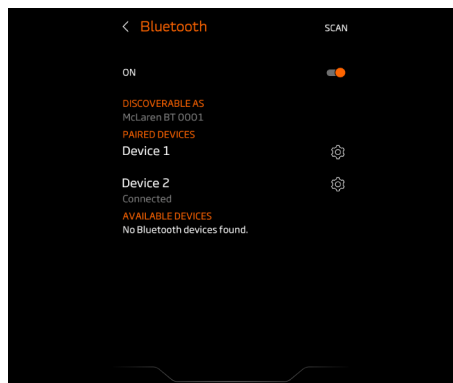 Bluetooth SCAN
ON
DISCOVERABLE AS
McLaren BT 0001
PAIRED DEVICES
Device 1
Device 2
Connected
AVAILABLE DEVICES
No Bluetooth devices found.